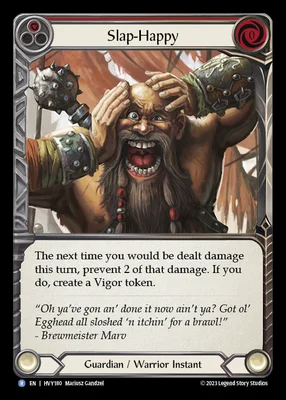 Slap-Happy
The next time you would be dealt damage
this turn, prevent 2 of that damage. If you
do, create a Vigor token.
"Oh ya've gon an' done it now ain't ya? Got ol'
Egghead all sloshed 'n itchin' for a brawl!"
- Brewmeister Marv
Guardian / Warrior Instant
R EN | HVY180 Mariusz Gandzel
©2023 Legend Story Studios